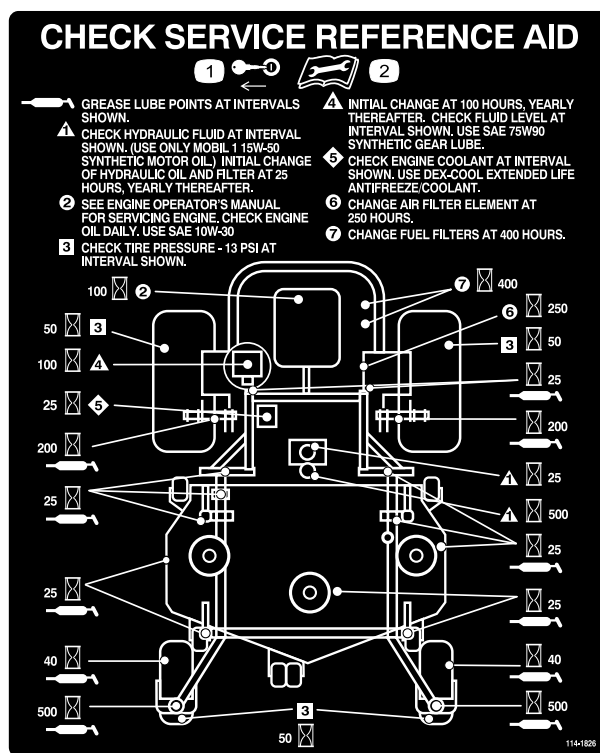 CHECK SERVICE REFERENCE AID
1
2
GREASE LUBE POINTS AT INTERVALS
SHOWN.
1 CHECK HYDRAULIC FLUID AT INTERVAL
SHOWN. (USE ONLY MOBIL 1 15W-50
SYNTHETIC MOTOR OIL.) INITIAL CHANGE
OF HYDRAULIC OIL AND FILTER AT 25
HOURS, YEARLY THEREAFTER.
2 SEE ENGINE OPERATOR'S MANUAL
FOR SERVICING ENGINE. CHECK ENGINE
OIL DAILY. USE SAE 10W-30
3 CHECK TIRE PRESSURE - 13 PSI AT
INTERVAL SHOWN.
4 INITIAL CHANGE AT 100 HOURS, YEARLY
THEREAFTER. CHECK FLUID LEVEL AT
INTERVAL SHOWN. USE SAE 75W90
SYNTHETIC GEAR LUBE.
5 CHECK ENGINE COOLANT AT INTERVAL
SHOWN. USE DEX-COOL EXTENDED LIFE
ANTIFREEZE/COOLANT.
6 CHANGE AIR FILTER ELEMENT AT
250 HOURS.
7 CHANGE FUEL FILTERS AT 400 HOURS.
100 2
7 400
6 250
50 3
3 50
100 4
4
25
25 5
200
200
1 25
25
1 500
25
25
25
40
40
500
500
3
50
114-1826